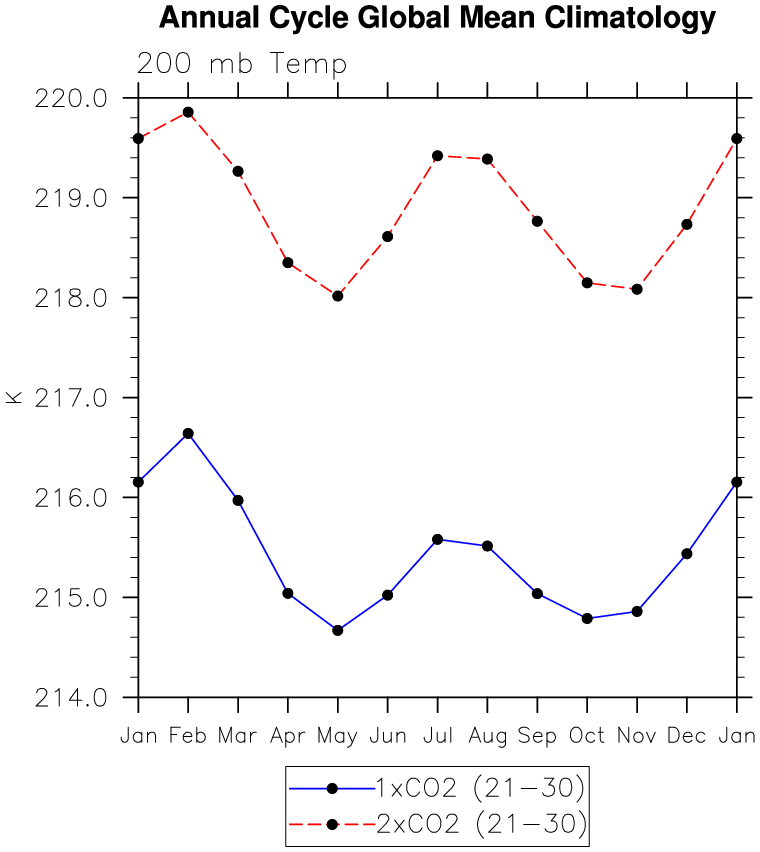 Annual Cycle Global Mean Climatology
200 mb Temp
220.0
219.0
218.0
217.0
K
216.0
215.0
214.0
Jan Feb Mar Apr May Jun Jul Aug Sep Oct Nov Dec Jan
1xCO2 (21-30)
2xCO2 (21-30)